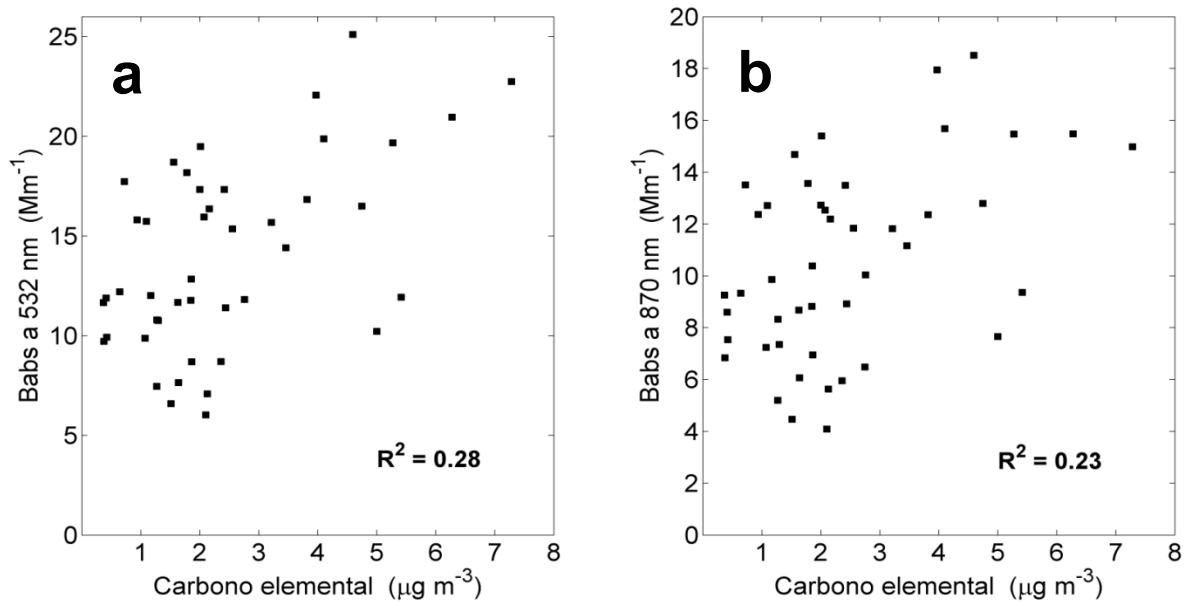 a
25
20
15
10
5
0
Babs a 532 nm (Mm⁻¹)
R² = 0.28
1 2 3 4 5 6 7 8
Carbono elemental (μg m⁻³)
b
20
18
16
14
12
10
8
6
4
2
0
Babs a 870 nm (Mm⁻¹)
R² = 0.23
1 2 3 4 5 6 7 8
Carbono elemental (μg m⁻³)